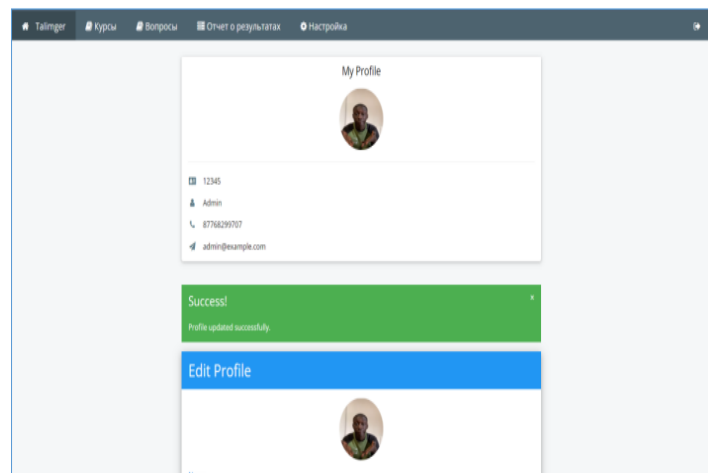 Talimger Курсы Вопросы Отчет о результатах Настройка
My Profile
12345
Admin
87768299707
admin@example.com
Success! ×
Profile updated successfully.
Edit Profile